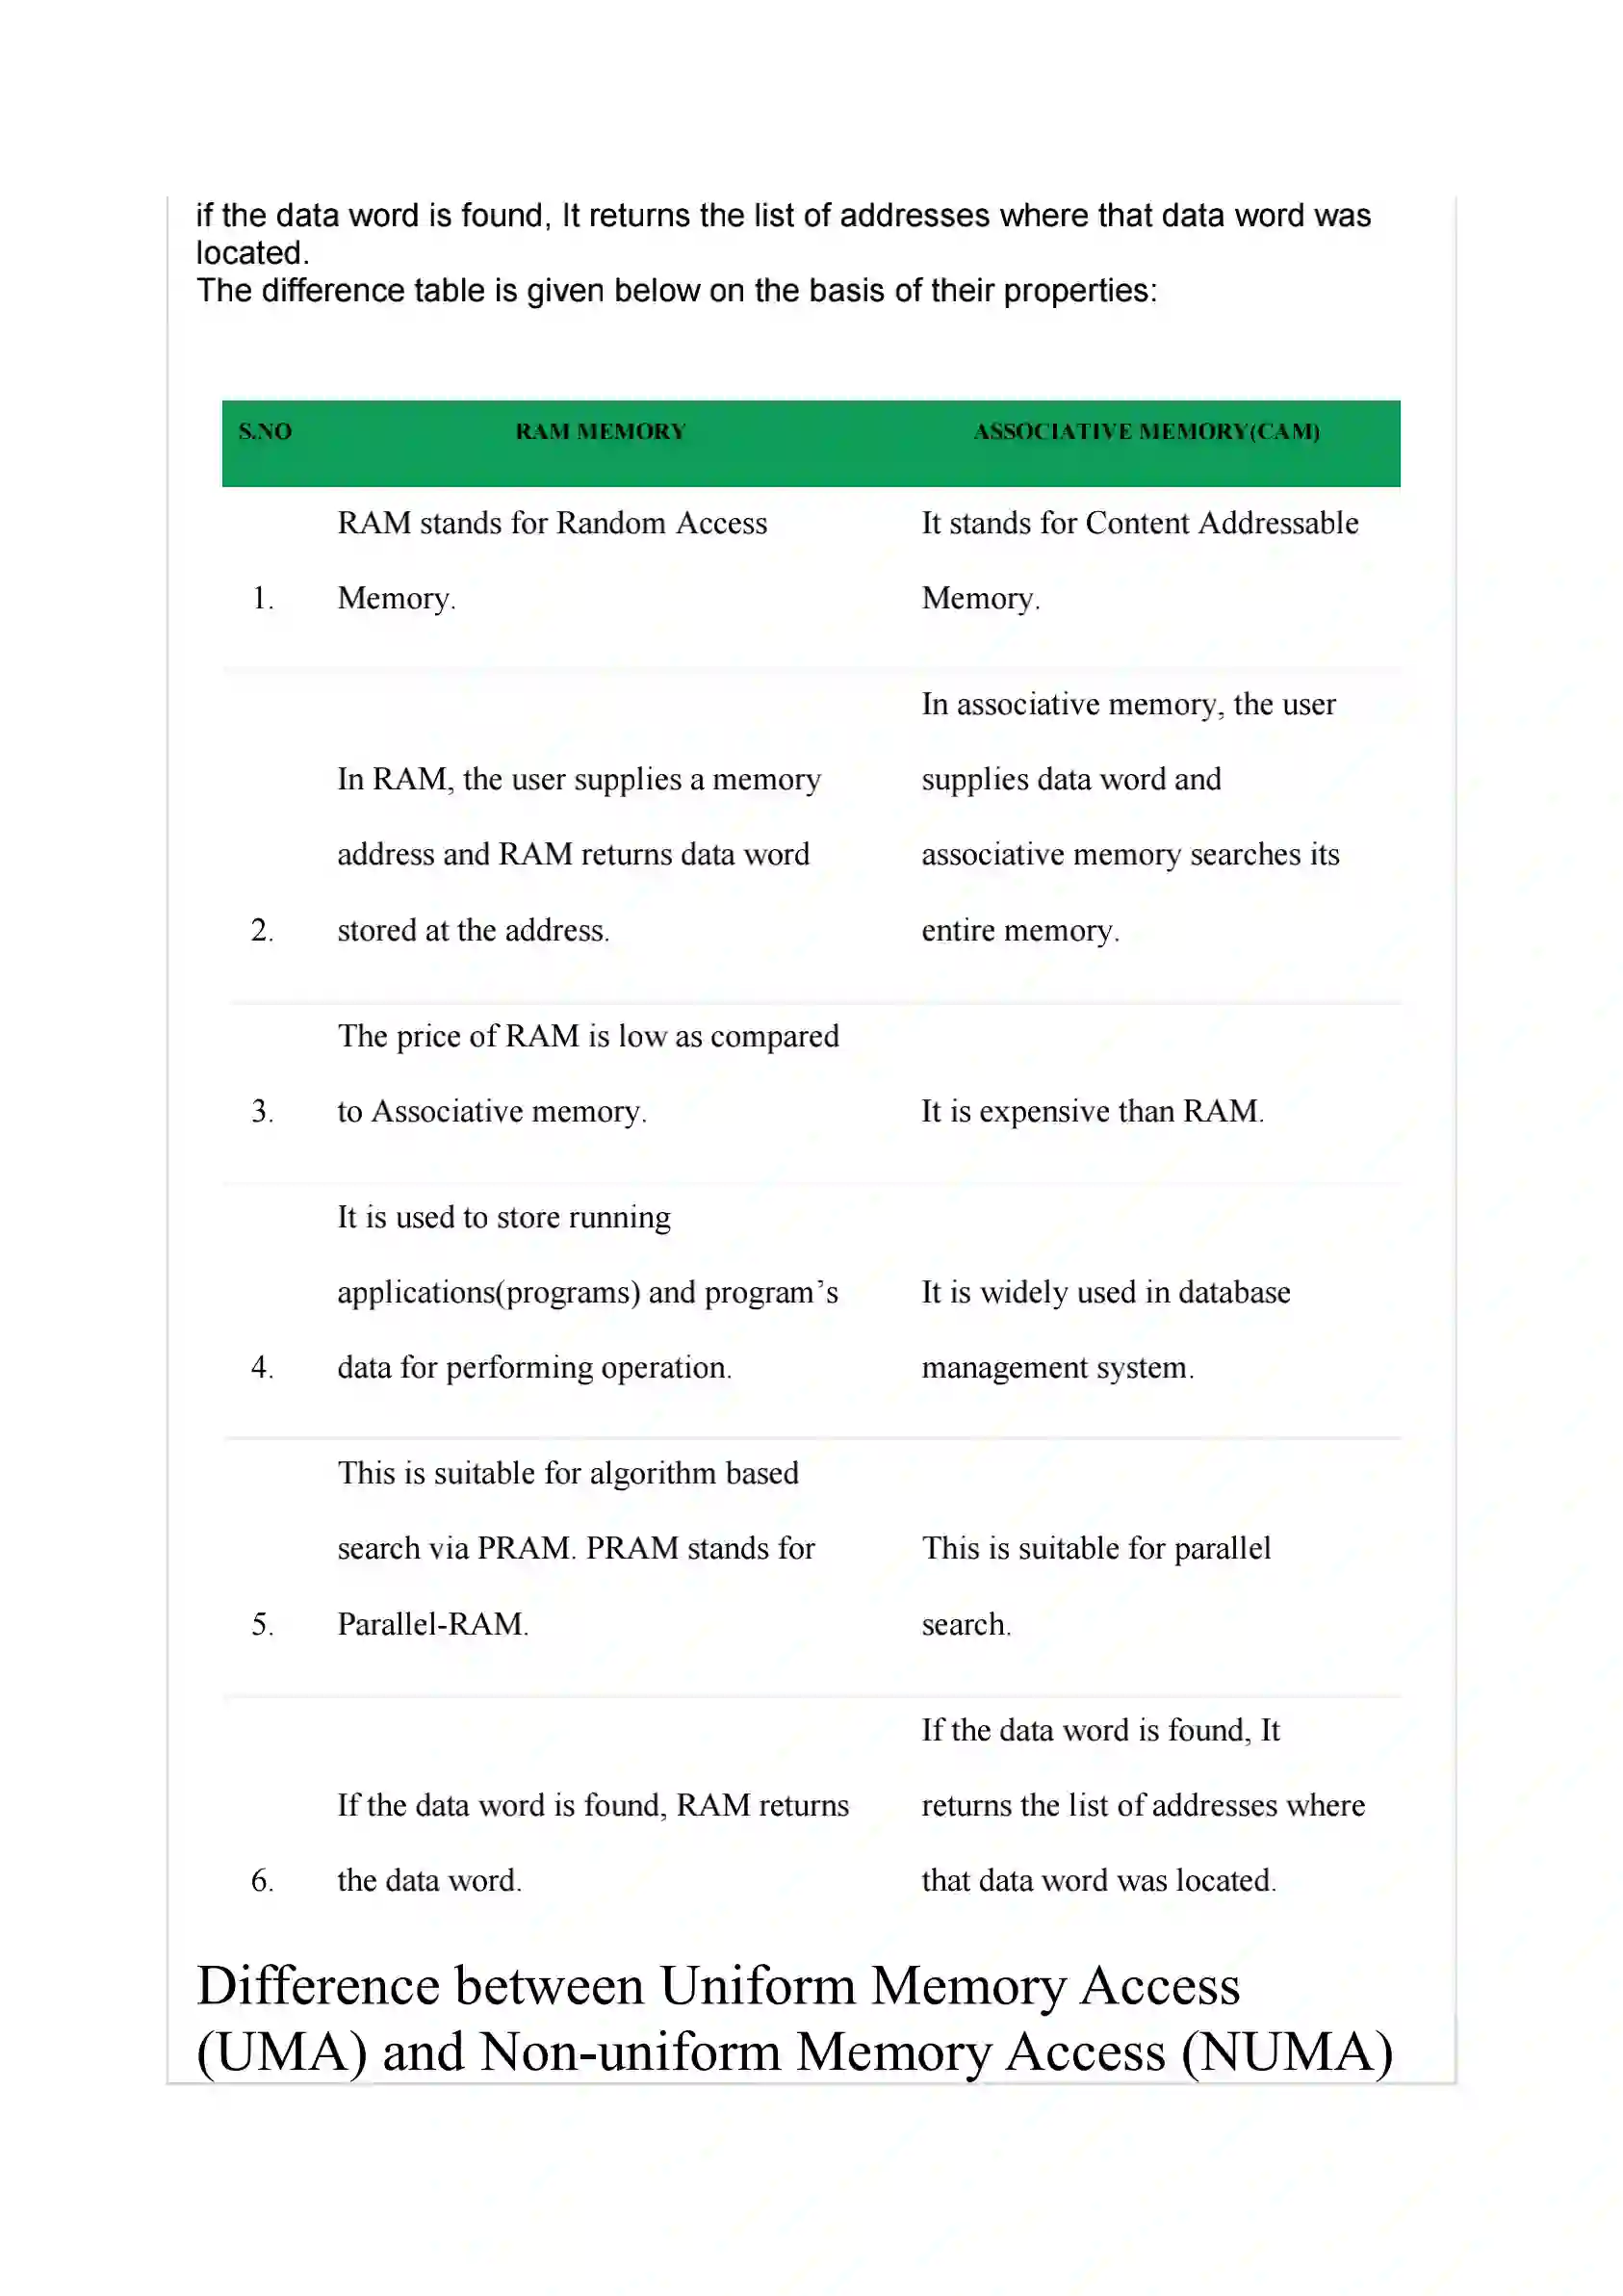 if the data word is found, It returns the list of addresses where that data word was
located.
The difference table is given below on the basis of their properties:
S.NO RAM MEMORY ASSOCIATIVE MEMORY(CAM)
RAM stands for Random Access It stands for Content Addressable
1. Memory. Memory.
In associative memory, the user
In RAM, the user supplies a memory supplies data word and
address and RAM returns data word associative memory searches its
2. stored at the address. entire memory.
The price of RAM is low as compared
3. to Associative memory. It is expensive than RAM.
It is used to store running
applications(programs) and program’s It is widely used in database
4. data for performing operation. management system.
This is suitable for algorithm based
search via PRAM. PRAM stands for This is suitable for parallel
5. Parallel-RAM. search.
If the data word is found, It
If the data word is found, RAM returns returns the list of addresses where
6. the data word. that data word was located.
Difference between Uniform Memory Access
(UMA) and Non-uniform Memory Access (NUMA)